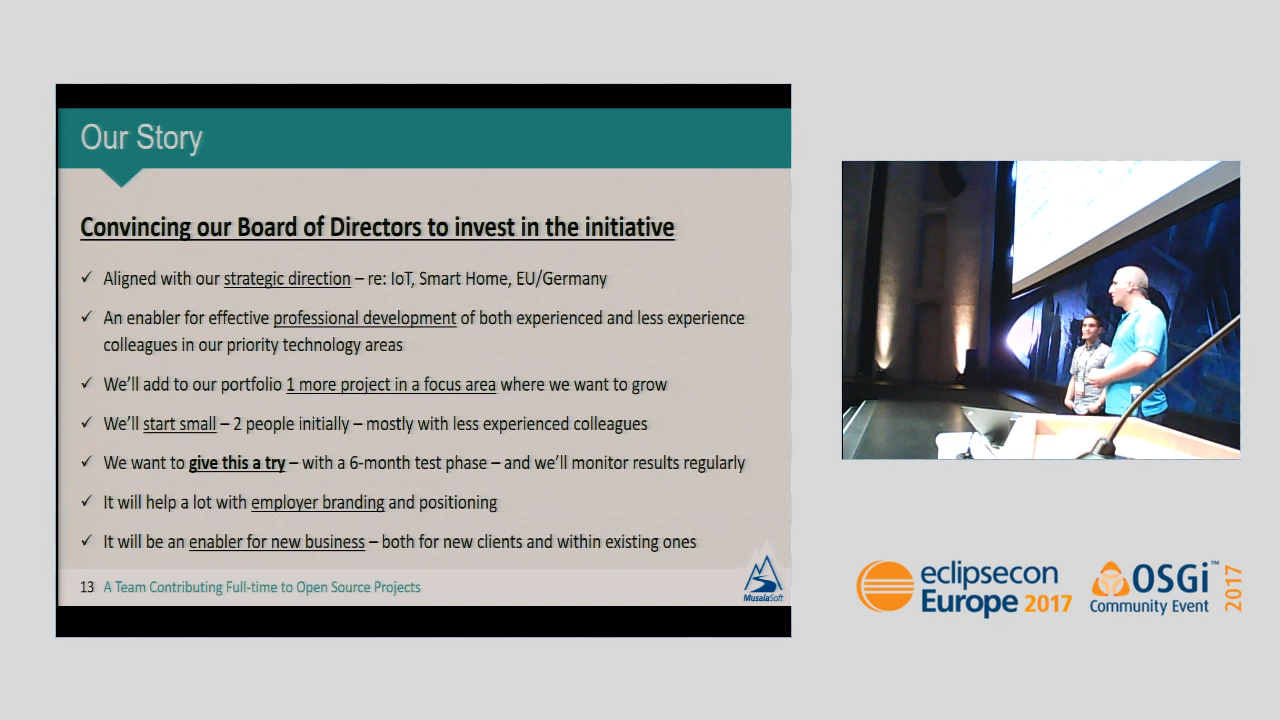 Our Story
Convincing our Board of Directors to invest in the initiative
✓ Aligned with our strategic direction – re: IoT, Smart Home, EU/Germany
✓ An enabler for effective professional development of both experienced and less experience
colleagues in our priority technology areas
✓ We'll add to our portfolio 1 more project in a focus area where we want to grow
✓ We'll start small – 2 people initially – mostly with less experienced colleagues
✓ We want to give this a try – with a 6-month test phase – and we'll monitor results regularly
✓ It will help a lot with employer branding and positioning
✓ It will be an enabler for new business – both for new clients and within existing ones
13 A Team Contributing Full-time to Open Source Projects
MusalaSoft
eclipsecon
Europe 2017
OSGi™
Community Event
2017